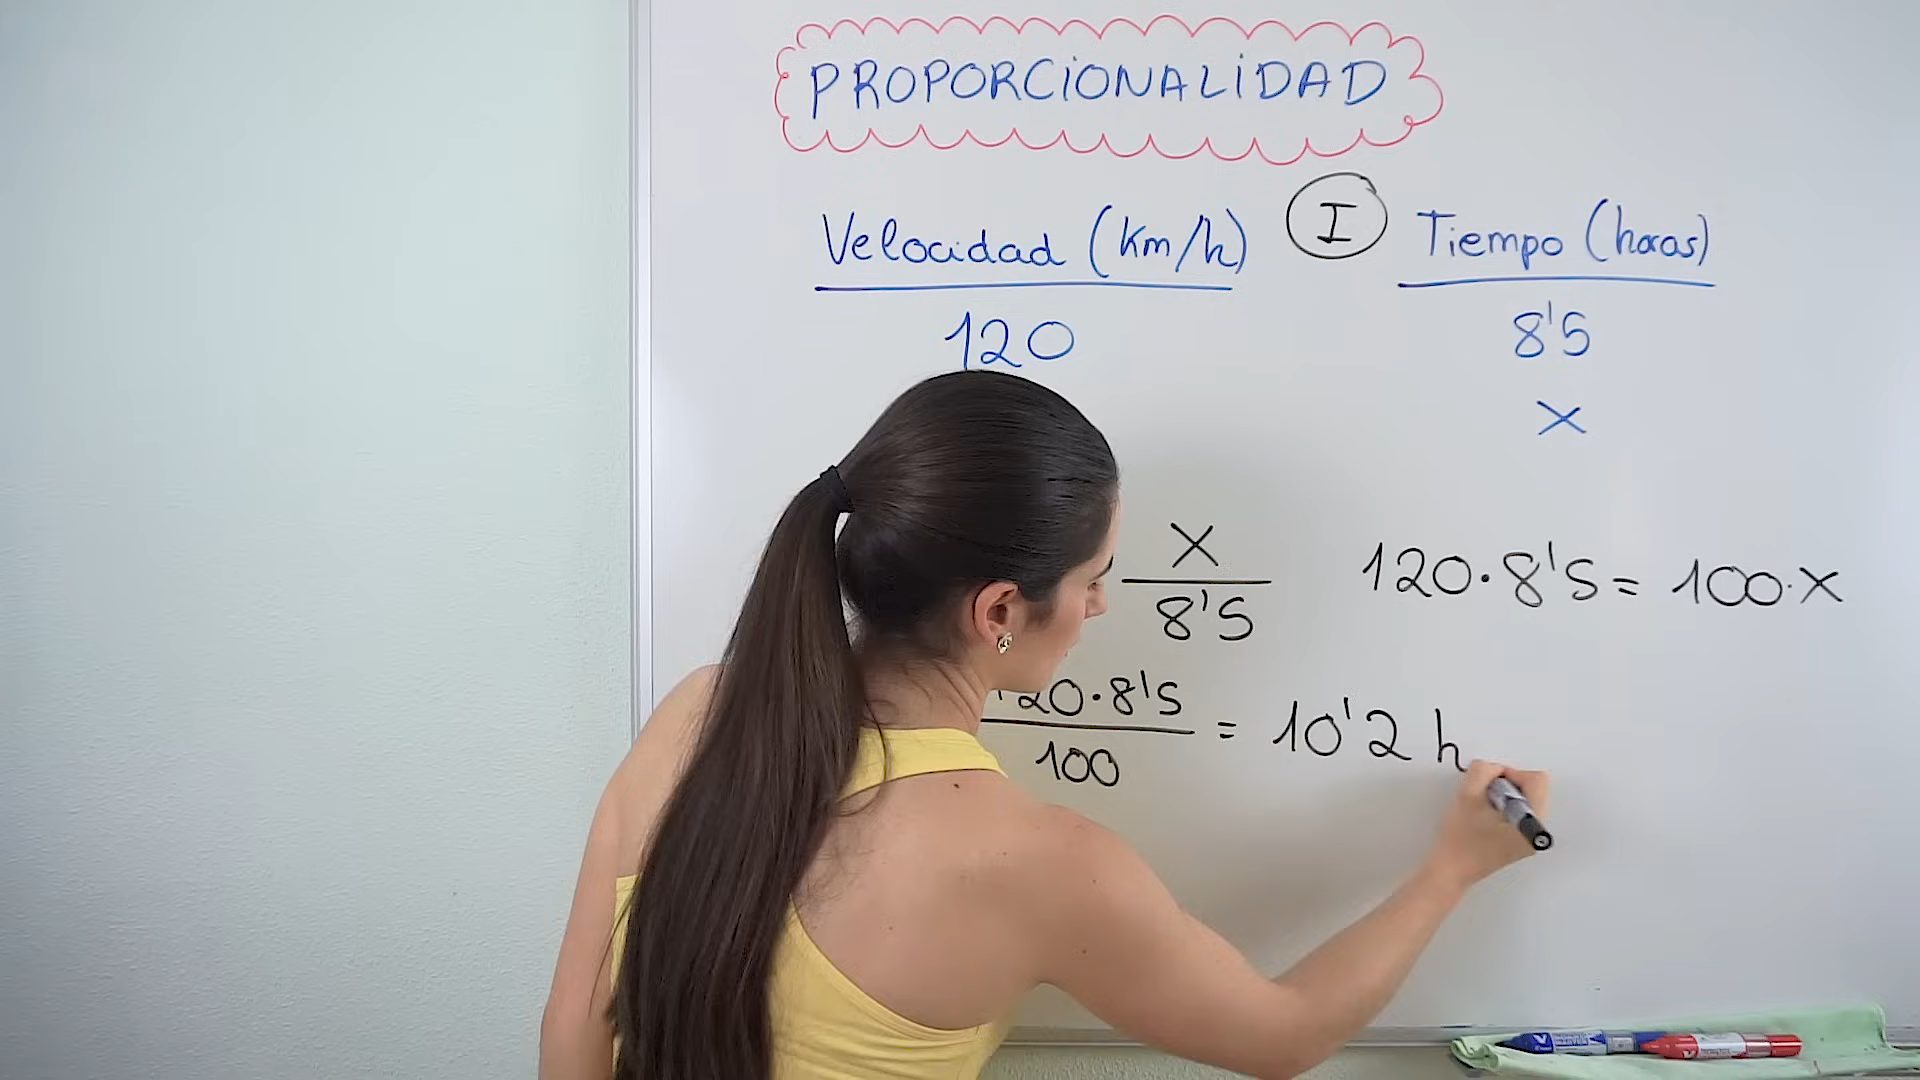 PROPORCIONALIDAD
Velocidad (Km/h) I Tiempo (horas)
120 8'5
X
X
8'5
120·8'5 = 100·X
120·8'5
100
= 10'2 h